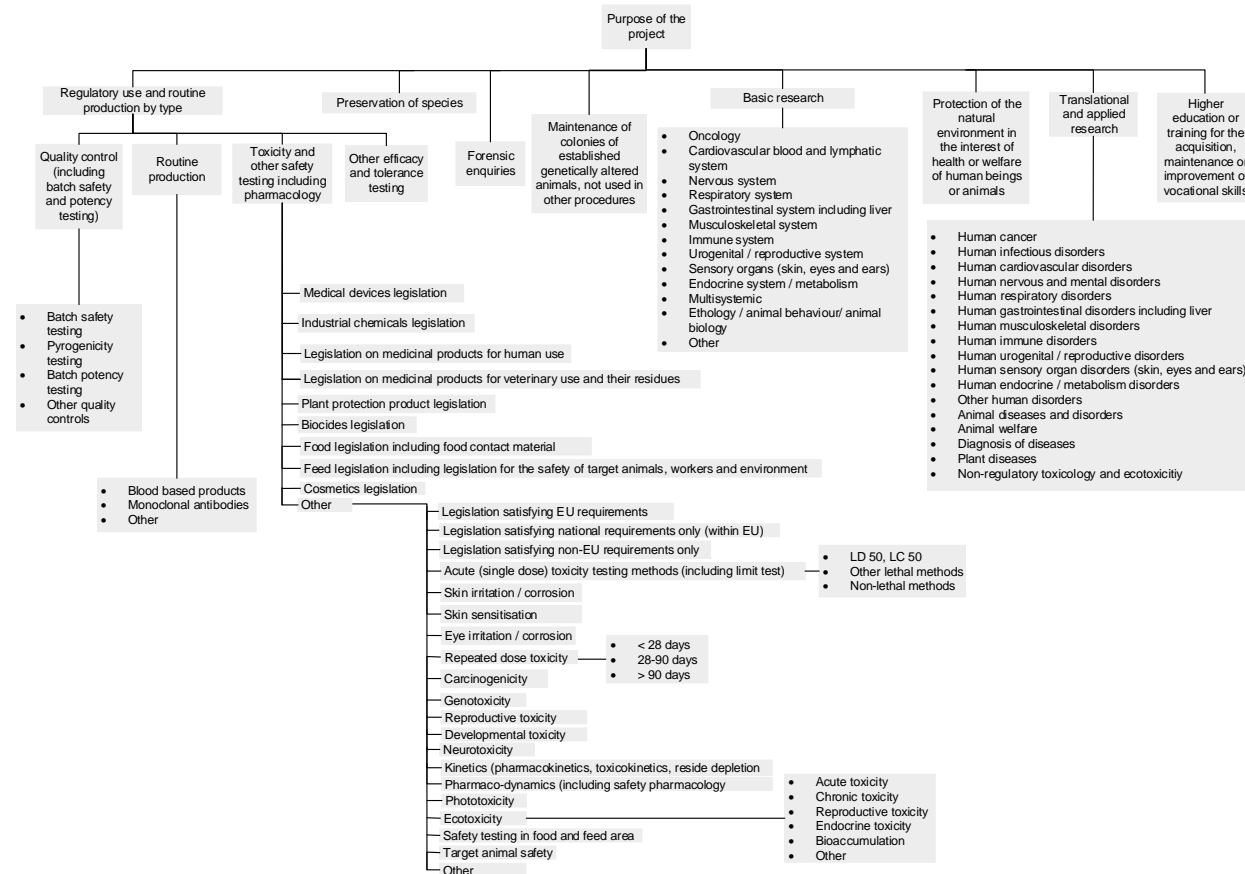 Purpose of the
project
Regulatory use and routine
production by type
Preservation of species
Basic research
Protection of the
natural
environment in
the interest of
health or welfare
of human beings
or animals
Translational
and applied
research
Higher
education or
training for the
acquisition,
maintenance or
improvement of
vocational skills
Quality control
(including
batch safety
and potency
testing)
Routine
production
Toxicity and
other safety
testing including
pharmacology
Other efficacy
and tolerance
testing
Forensic
enquiries
Maintenance of
colonies of
established
genetically altered
animals, not used in
other procedures
• Oncology
• Cardiovascular blood and lymphatic
system
• Nervous system
• Respiratory system
• Gastrointestinal system including liver
• Musculoskeletal system
• Immune system
• Urogenital / reproductive system
• Sensory organs (skin, eyes and ears)
• Endocrine system / metabolism
• Multisystemic
• Ethology / animal behaviour/ animal
biology
• Other
• Human cancer
• Human infectious disorders
• Human cardiovascular disorders
• Human nervous and mental disorders
• Human respiratory disorders
• Human gastrointestinal disorders including liver
• Human musculoskeletal disorders
• Human immune disorders
• Human urogenital / reproductive disorders
• Human sensory organ disorders (skin, eyes and ears)
• Human endocrine / metabolism disorders
• Other human disorders
• Animal diseases and disorders
• Animal welfare
• Diagnosis of diseases
• Plant diseases
• Non-regulatory toxicology and ecotoxicitiy
• Batch safety
testing
• Pyrogenicity
testing
• Batch potency
testing
• Other quality
controls
• Blood based products
• Monoclonal antibodies
• Other
Medical devices legislation
Industrial chemicals legislation
Legislation on medicinal products for human use
Legislation on medicinal products for veterinary use and their residues
Plant protection product legislation
Biocides legislation
Food legislation including food contact material
Feed legislation including legislation for the safety of target animals, workers and environment
Cosmetics legislation
Other
Legislation satisfying EU requirements
Legislation satisfying national requirements only (within EU)
Legislation satisfying non-EU requirements only
Acute (single dose) toxicity testing methods (including limit test)
• LD 50, LC 50
• Other lethal methods
• Non-lethal methods
Skin irritation / corrosion
Skin sensitisation
Eye irritation / corrosion
Repeated dose toxicity
• < 28 days
• 28-90 days
• > 90 days
Carcinogenicity
Genotoxicity
Reproductive toxicity
Developmental toxicity
Neurotoxicity
Kinetics (pharmacokinetics, toxicokinetics, reside depletion
Pharmaco-dynamics (including safety pharmacology
Phototoxicity
Ecotoxicity
• Acute toxicity
• Chronic toxicity
• Reproductive toxicity
• Endocrine toxicity
• Bioaccumulation
• Other
Safety testing in food and feed area
Target animal safety
Other